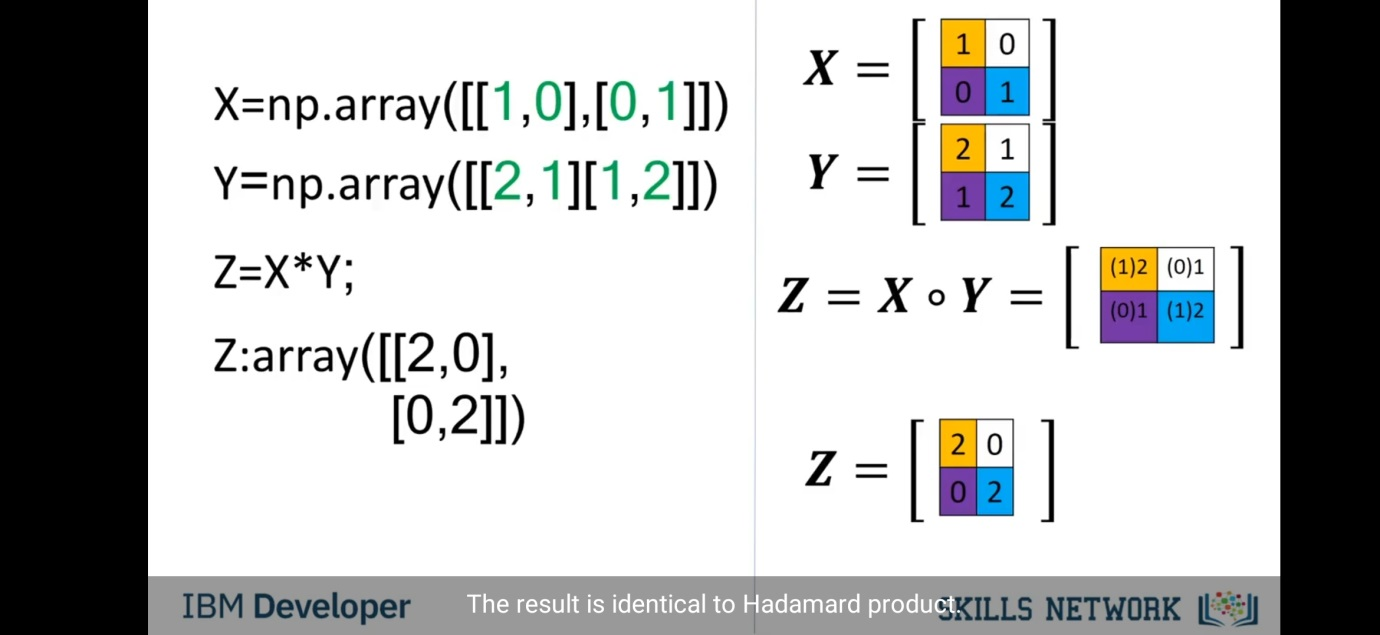 X=np.array([[1,0],[0,1]])
Y=np.array([[2,1][1,2]])
Z=X*Y;
Z:array([[2,0],
[0,2]])
X = [ 1 0
0 1 ]
Y = [ 2 1
1 2 ]
Z = X ∘ Y = [ (1)2 (0)1
(0)1 (1)2 ]
Z = [ 2 0
0 2 ]
IBM Developer
The result is identical to Hadamard product.
SKILLS NETWORK